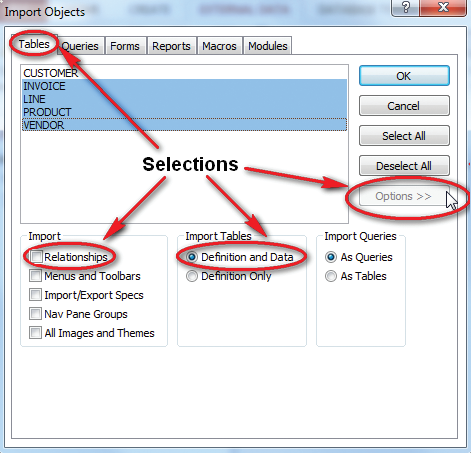 Import Objects
Tables Queries Forms Reports Macros Modules
CUSTOMER
INVOICE
LINE
PRODUCT
VENDOR
OK
Cancel
Select All
Deselect All
Options >>
Selections
Import
Relationships
Menus and Toolbars
Import/Export Specs
Nav Pane Groups
All Images and Themes
Import Tables
Definition and Data
Definition Only
Import Queries
As Queries
As Tables